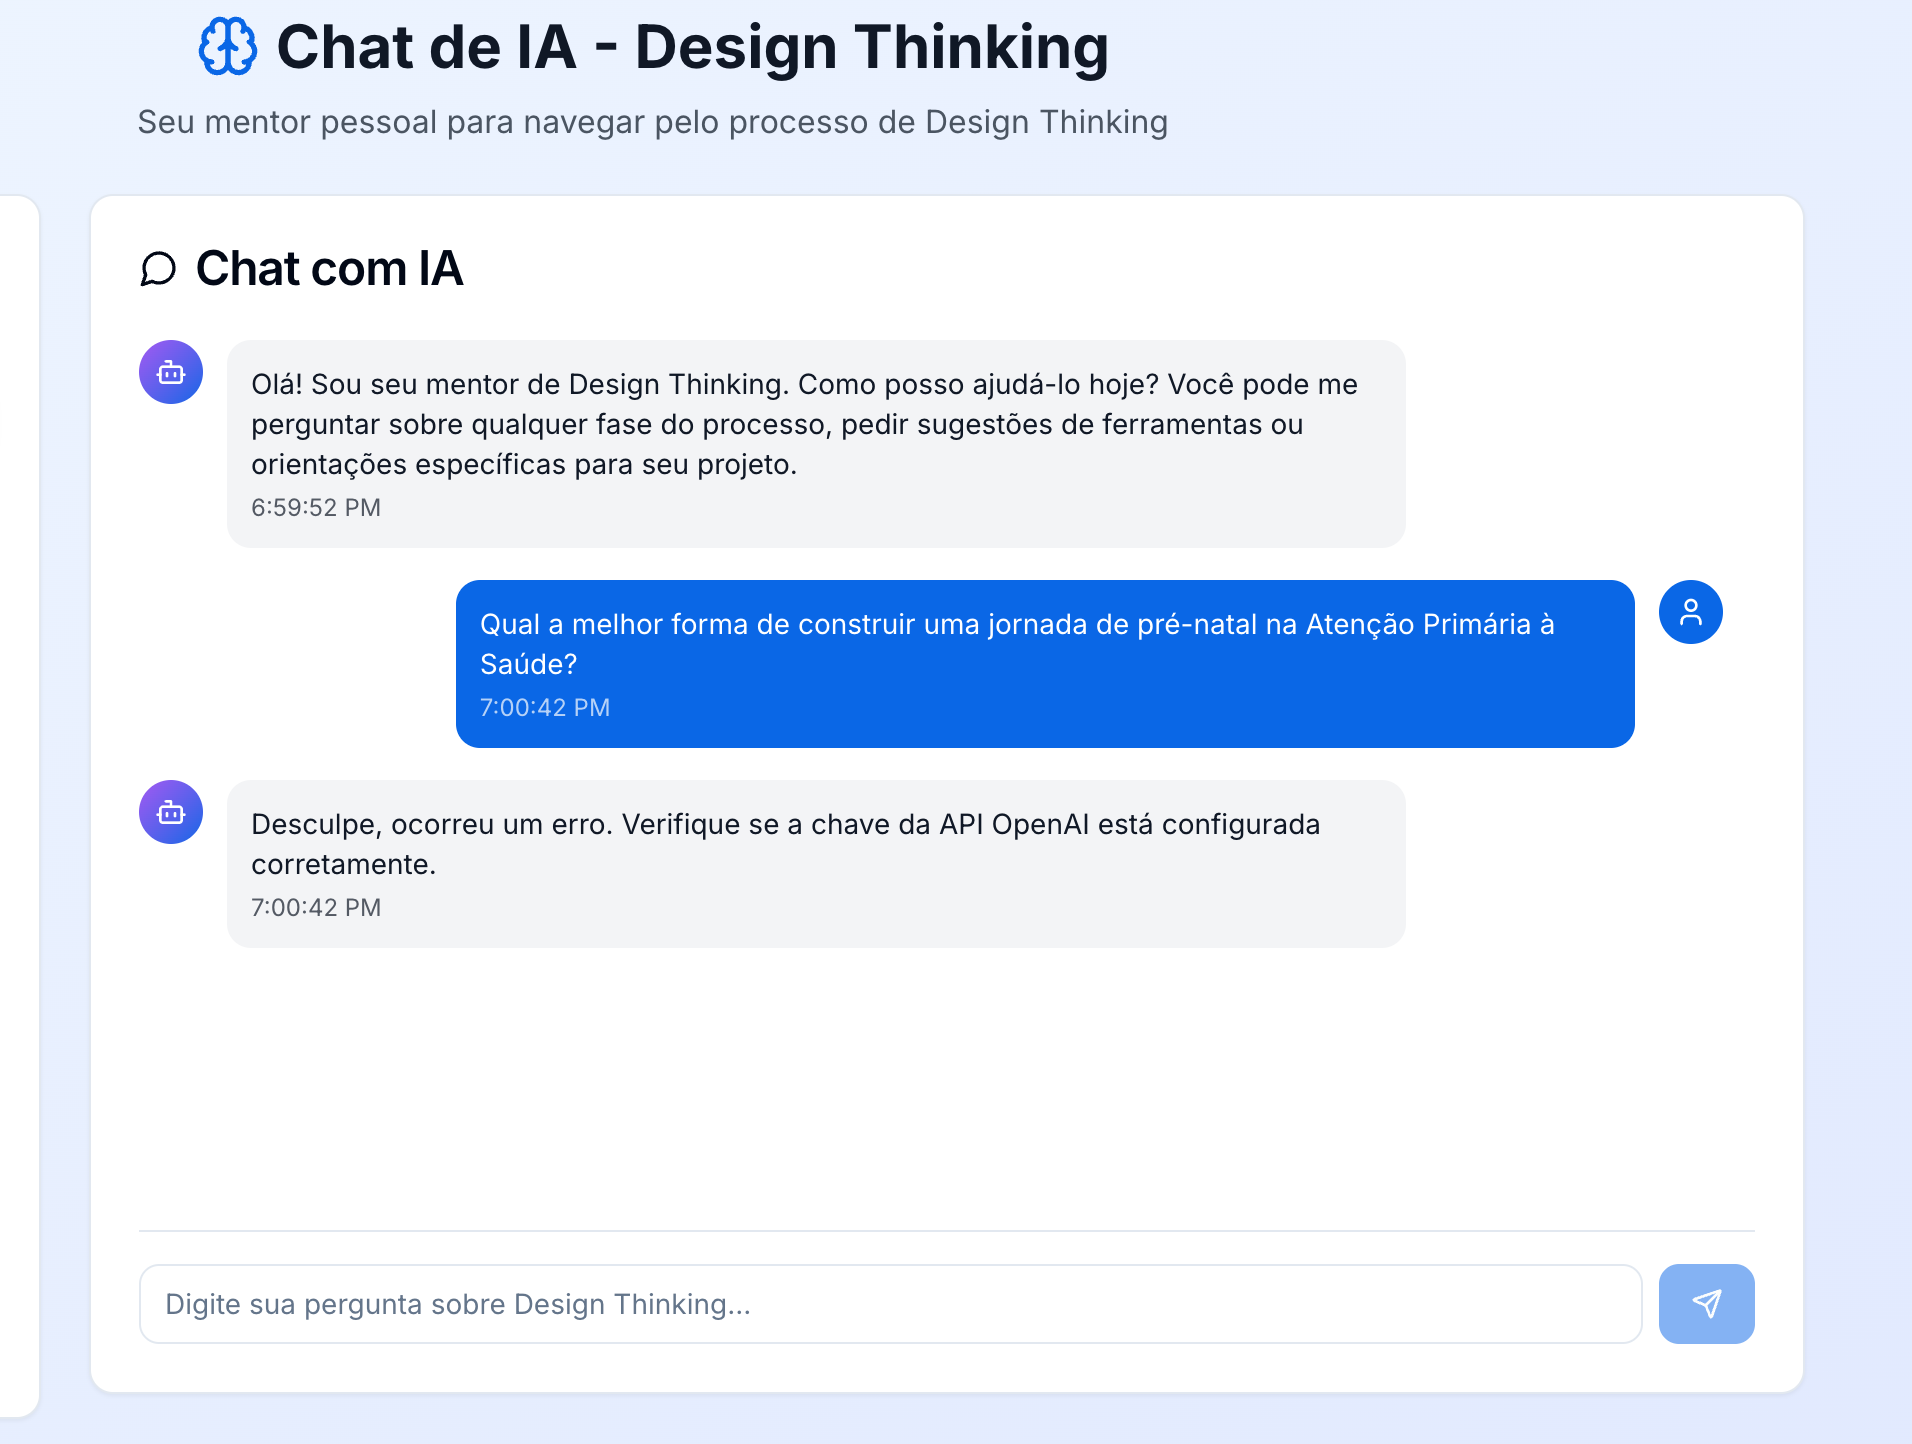 Chat de IA - Design Thinking
Seu mentor pessoal para navegar pelo processo de Design Thinking
Chat com IA
Olá! Sou seu mentor de Design Thinking. Como posso ajudá-lo hoje? Você pode me
perguntar sobre qualquer fase do processo, pedir sugestões de ferramentas ou
orientações específicas para seu projeto.
6:59:52 PM
Qual a melhor forma de construir uma jornada de pré-natal na Atenção Primária à
Saúde?
7:00:42 PM
Desculpe, ocorreu um erro. Verifique se a chave da API OpenAI está configurada
corretamente.
7:00:42 PM
Digite sua pergunta sobre Design Thinking...